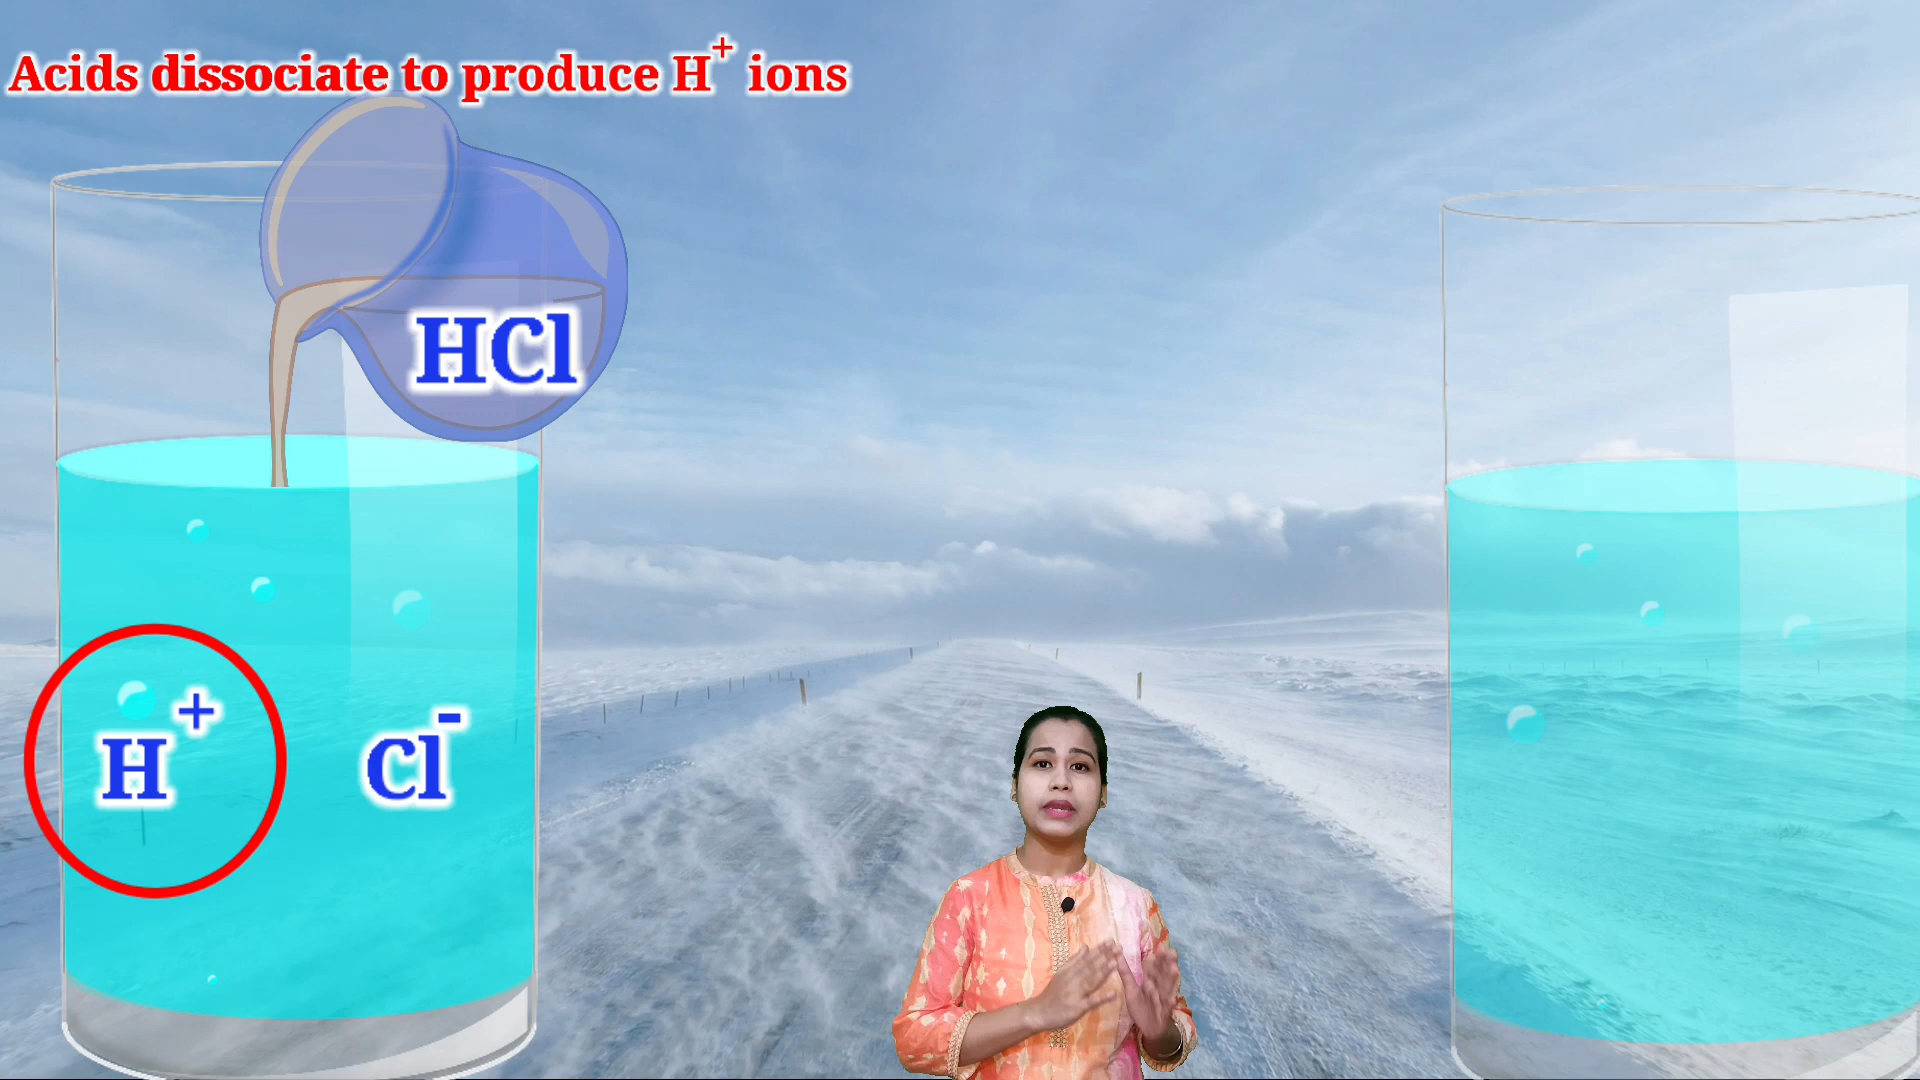 Acids dissociate to produce H⁺ ions
HCl
H⁺ Cl⁻